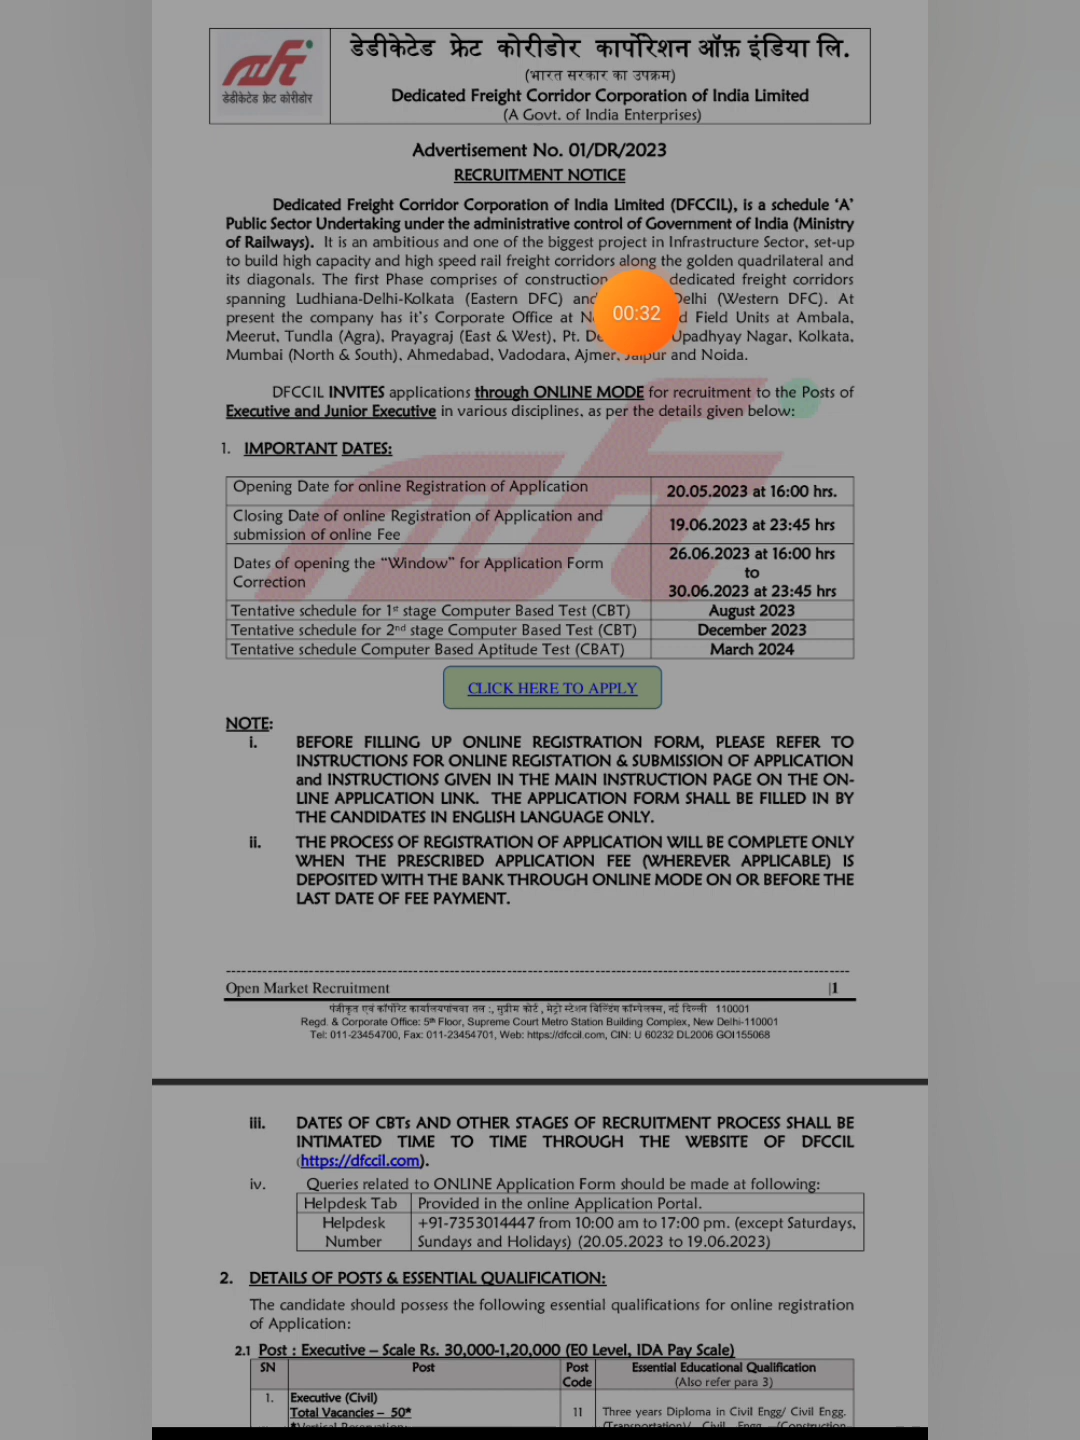 डेडीकेटेड फ्रेट कोरीडोर
डेडीकेटेड फ्रेट कोरीडोर कार्पोरेशन ऑफ़ इंडिया लि.
(भारत सरकार का उपक्रम)
Dedicated Freight Corridor Corporation of India Limited
(A Govt. of India Enterprises)
Advertisement No. 01/DR/2023
RECRUITMENT NOTICE
Dedicated Freight Corridor Corporation of India Limited (DFCCIL), is a schedule ‘A’
Public Sector Undertaking under the administrative control of Government of India (Ministry
of Railways). It is an ambitious and one of the biggest project in Infrastructure Sector, set-up
to build high capacity and high speed rail freight corridors along the golden quadrilateral and
its diagonals. The first Phase comprises of construction dedicated freight corridors
spanning Ludhiana-Delhi-Kolkata (Eastern DFC) and Delhi (Western DFC). At
present the company has it's Corporate Office at Field Units at Ambala,
Meerut, Tundla (Agra), Prayagraj (East & West), Pt. Upadhyay Nagar, Kolkata,
Mumbai (North & South), Ahmedabad, Vadodara, Ajmer, Jaipur and Noida.
00:32
DFCCIL INVITES applications through ONLINE MODE for recruitment to the Posts of
Executive and Junior Executive in various disciplines, as per the details given below:
1. IMPORTANT DATES:
Opening Date for online Registration of Application 20.05.2023 at 16:00 hrs.
Closing Date of online Registration of Application and
submission of online Fee 19.06.2023 at 23:45 hrs
Dates of opening the “Window” for Application Form
Correction 26.06.2023 at 16:00 hrs
to
30.06.2023 at 23:45 hrs
Tentative schedule for 1st stage Computer Based Test (CBT) August 2023
Tentative schedule for 2nd stage Computer Based Test (CBT) December 2023
Tentative schedule Computer Based Aptitude Test (CBAT) March 2024
CLICK HERE TO APPLY
NOTE:
i. BEFORE FILLING UP ONLINE REGISTRATION FORM, PLEASE REFER TO
INSTRUCTIONS FOR ONLINE REGISTATION & SUBMISSION OF APPLICATION
and INSTRUCTIONS GIVEN IN THE MAIN INSTRUCTION PAGE ON THE ON-
LINE APPLICATION LINK. THE APPLICATION FORM SHALL BE FILLED IN BY
THE CANDIDATES IN ENGLISH LANGUAGE ONLY.
ii. THE PROCESS OF REGISTRATION OF APPLICATION WILL BE COMPLETE ONLY
WHEN THE PRESCRIBED APPLICATION FEE (WHEREVER APPLICABLE) IS
DEPOSITED WITH THE BANK THROUGH ONLINE MODE ON OR BEFORE THE
LAST DATE OF FEE PAYMENT.
Open Market Recruitment |1
पंजीकृत एवं कॉर्पोरेट कार्यालयपांचवा तल :, सुप्रीम कोर्ट , मेट्रो स्टेशन बिल्डिंग कॉम्पेलक्स, नई दिल्ली 110001
Regd. & Corporate Office: 5th Floor, Supreme Court Metro Station Building Complex, New Delhi-110001
Tel: 011-23454700, Fax: 011-23454701, Web: https://dfccil.com, CIN: U 60232 DL2006 GOI155068
iii. DATES OF CBTs AND OTHER STAGES OF RECRUITMENT PROCESS SHALL BE
INTIMATED TIME TO TIME THROUGH THE WEBSITE OF DFCCIL
(https://dfccil.com).
iv. Queries related to ONLINE Application Form should be made at following:
Helpdesk Tab Provided in the online Application Portal.
Helpdesk +91-7353014447 from 10:00 am to 17:00 pm. (except Saturdays,
Number Sundays and Holidays) (20.05.2023 to 19.06.2023)
2. DETAILS OF POSTS & ESSENTIAL QUALIFICATION:
The candidate should possess the following essential qualifications for online registration
of Application:
2.1 Post : Executive – Scale Rs. 30,000-1,20,000 (E0 Level, IDA Pay Scale)
SN Post Post Essential Educational Qualification
Code (Also refer para 3)
1. Executive (Civil)
Total Vacancies – 50* 11 Three years Diploma in Civil Engg/ Civil Engg.
*Vertical Reservation: (Transportation)/ Civil Engg (Construction